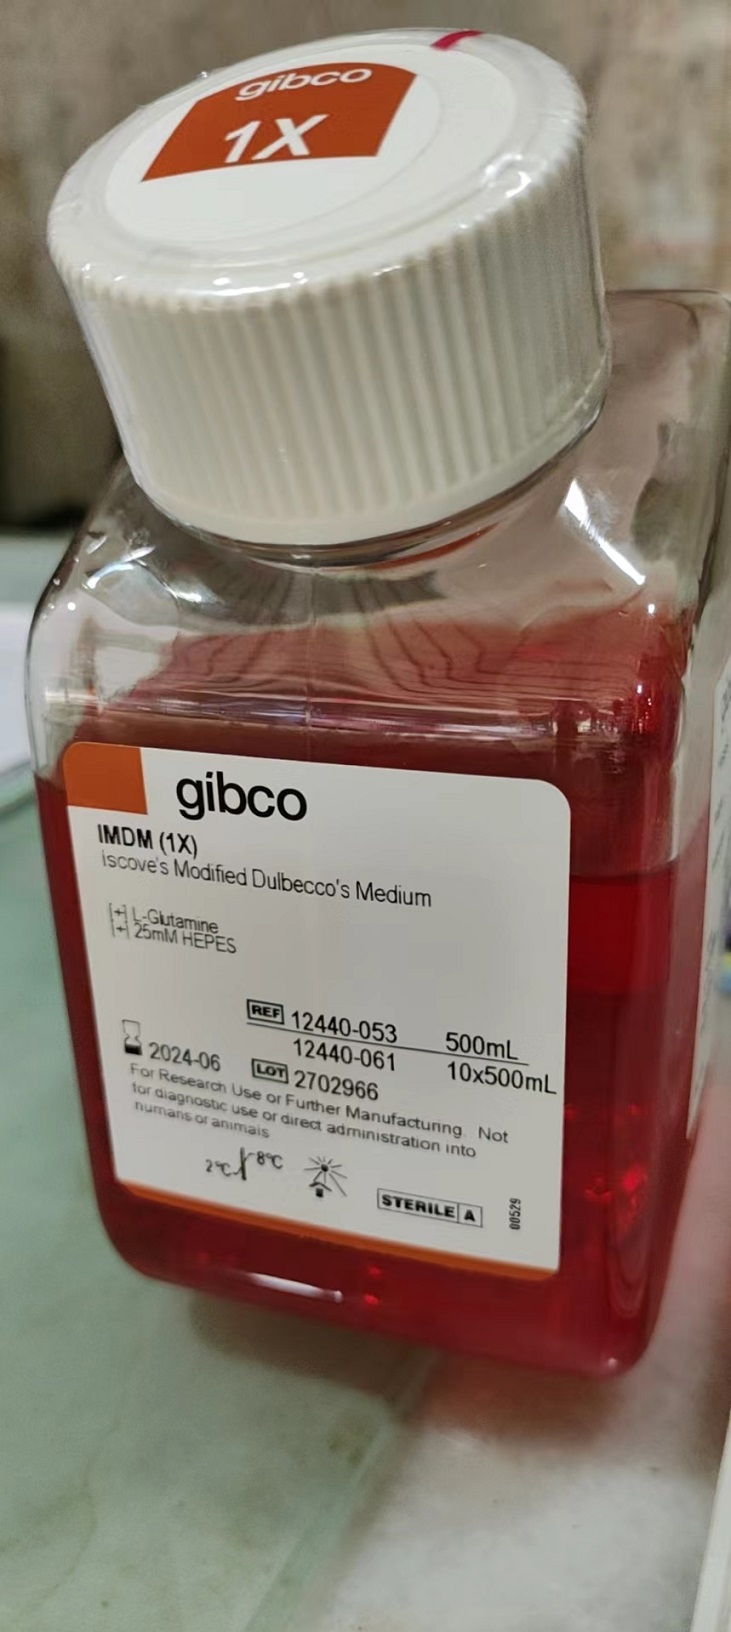 gibco
1X
gibco
IMDM (1X)
Iscove's Modified Dulbecco's Medium
[+] L-Glutamine
[+] 25mM HEPES
REF 12440-053 500mL
12440-061 10x500mL
2024-06 LOT 2702966
For Research Use or Further Manufacturing. Not
for diagnostic use or direct administration into
humans or animals
2°C 8°C
STERILE A
00529